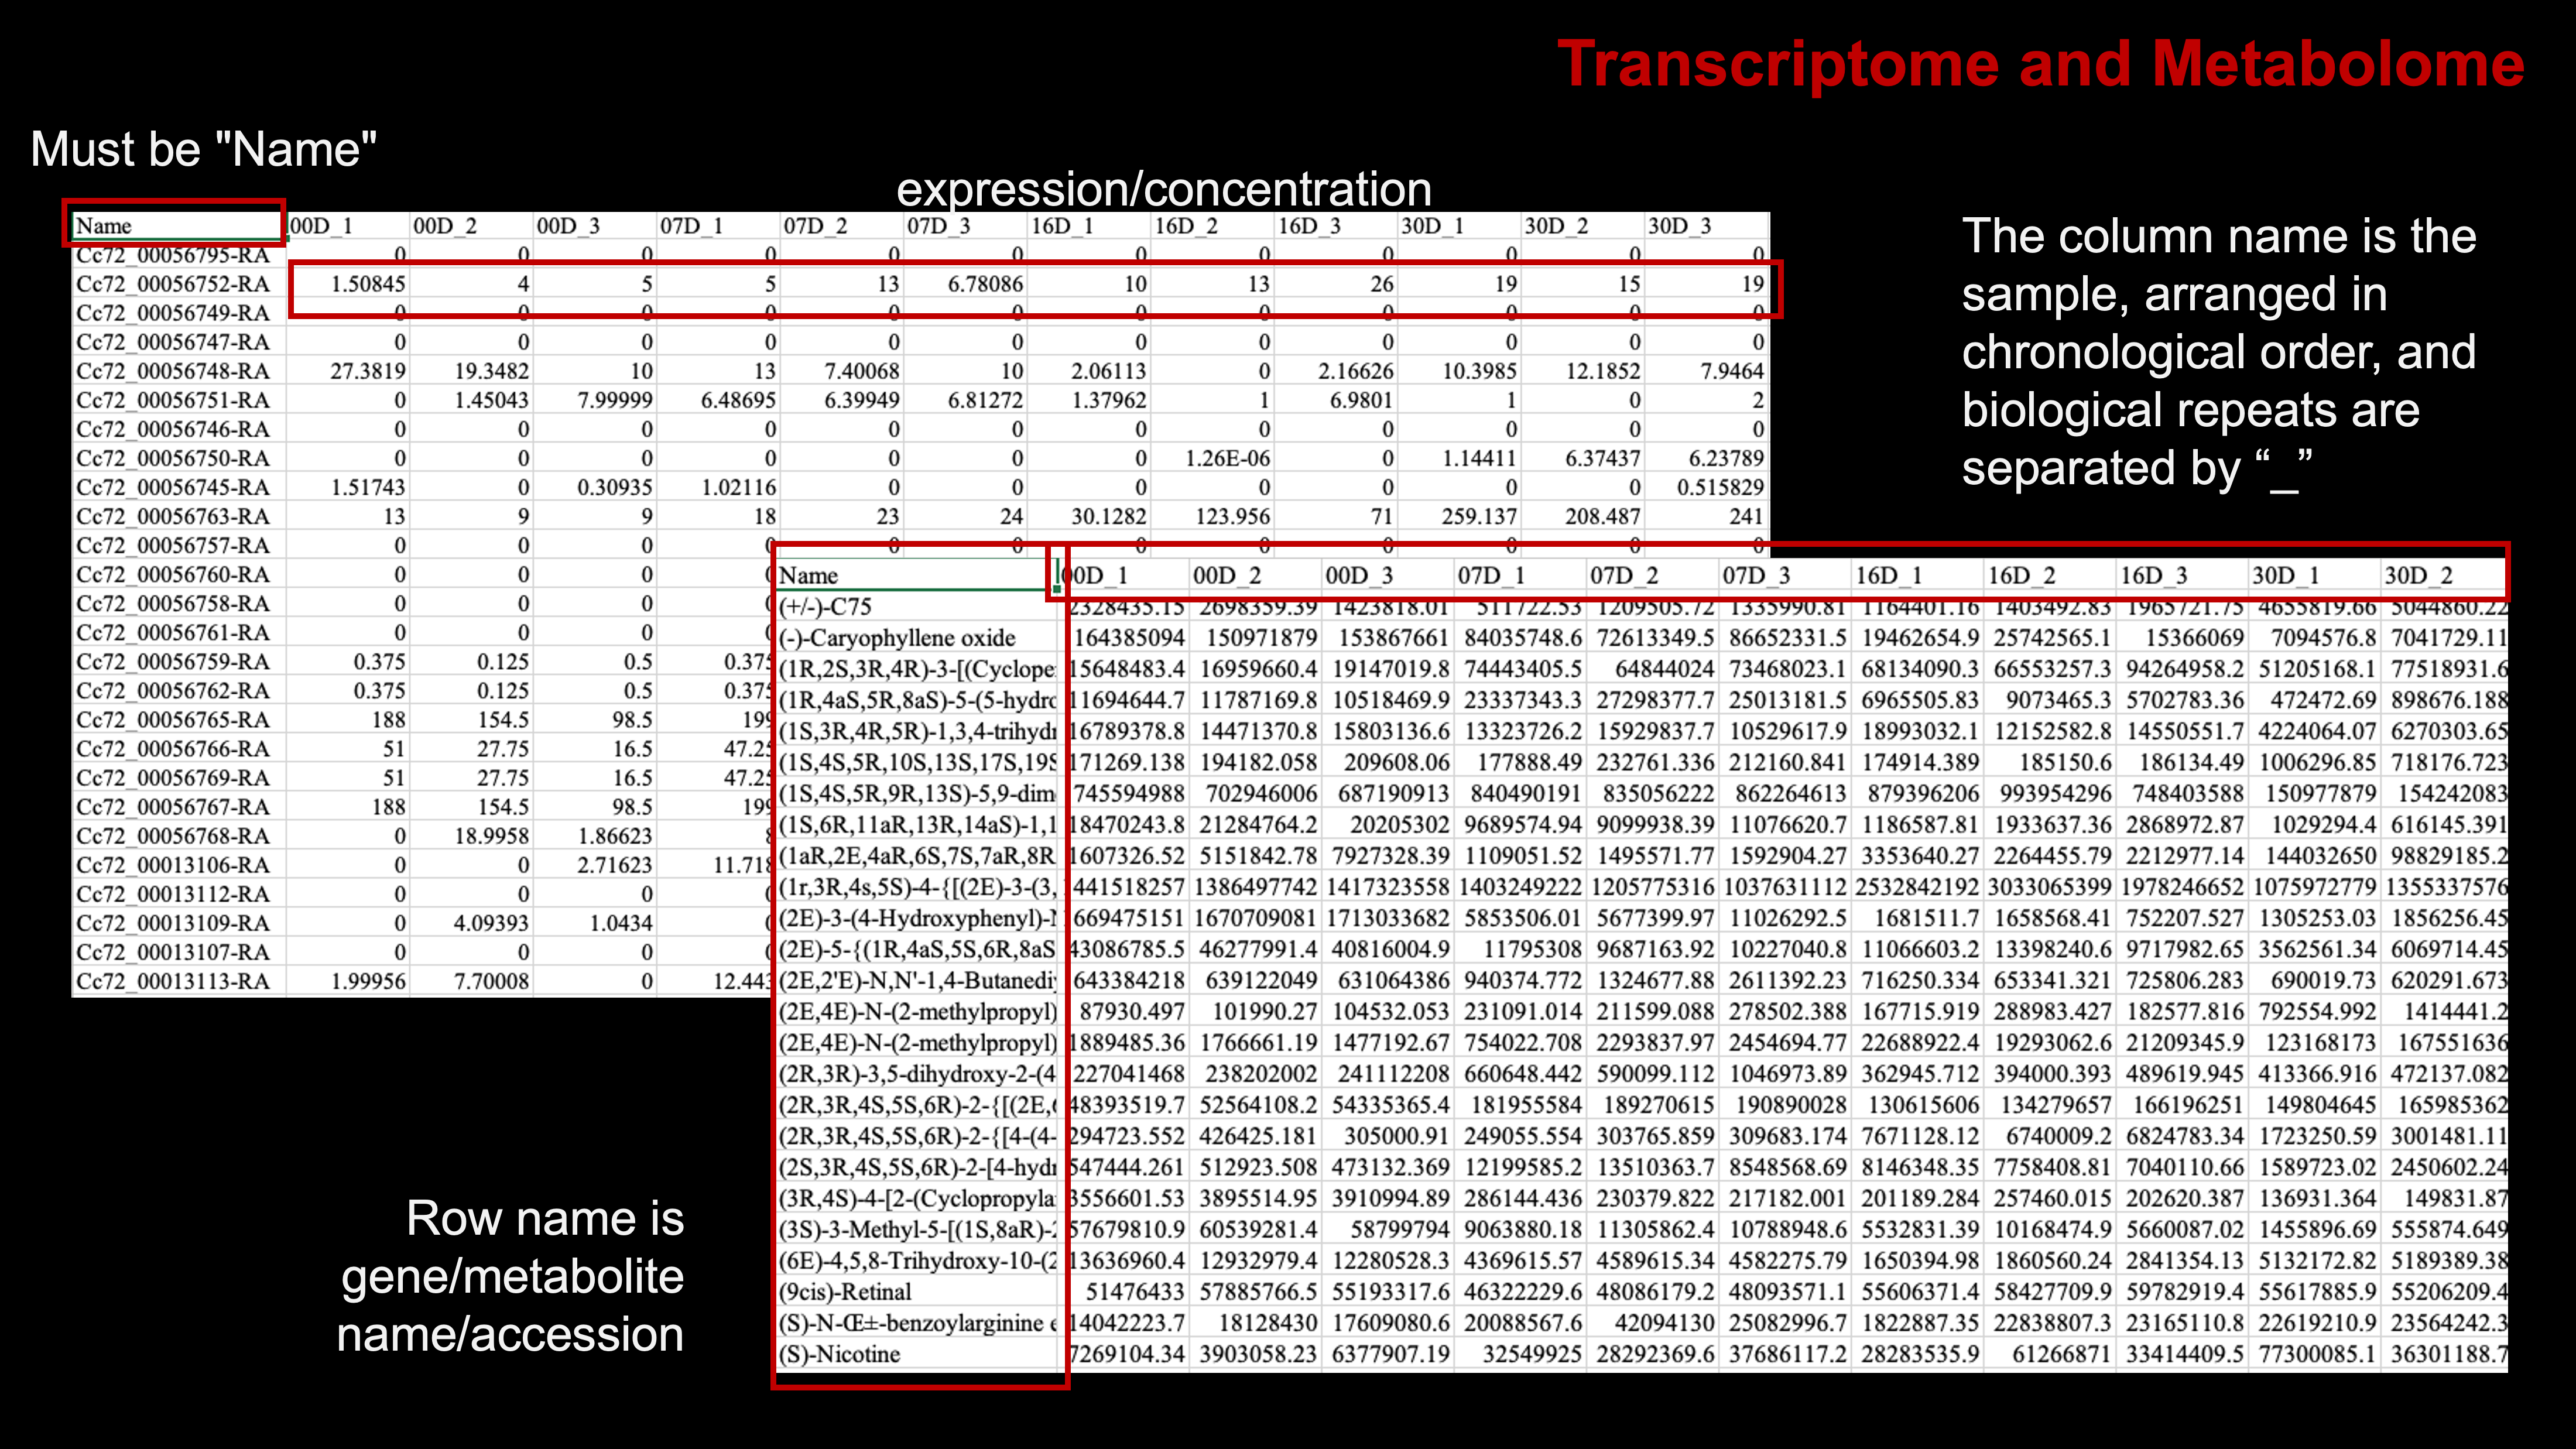 Transcriptome and Metabolome
Must be "Name"
expression/concentration
The column name is the
sample, arranged in
chronological order, and
biological repeats are
separated by “_”
Name 00D_1 00D_2 00D_3 07D_1 07D_2 07D_3 16D_1 16D_2 16D_3 30D_1 30D_2 30D_3
Cc72_00056795-RA 0 0 0 0 0 0 0 0 0 0 0 0
Cc72_00056752-RA 1.50845 4 5 5 13 6.78086 10 13 26 19 15 19
Cc72_00056749-RA 0 0 0 0 0 0 0 0 0 0 0 0
Cc72_00056747-RA 0 0 0 0 0 0 0 0 0 0 0 0
Cc72_00056748-RA 27.3819 19.3482 10 13 7.40068 10 2.06113 0 2.16626 10.3985 12.1852 7.9464
Cc72_00056751-RA 0 1.45043 7.99999 6.48695 6.39949 6.81272 1.37962 1 6.9801 1 0 2
Cc72_00056746-RA 0 0 0 0 0 0 0 0 0 0 0 0
Cc72_00056750-RA 0 0 0 0 0 0 0 1.26E-06 0 1.14411 6.37437 6.23789
Cc72_00056745-RA 1.51743 0 0.30935 1.02116 0 0 0 0 0 0 0 0.515829
Cc72_00056763-RA 13 9 9 18 23 24 30.1282 123.956 71 259.137 208.487 241
Cc72_00056757-RA 0 0 0 0 0 0 0 0 0 0 0 0
Cc72_00056760-RA 0 0 0 0
Cc72_00056758-RA 0 0 0 0
Cc72_00056761-RA 0 0 0 0
Cc72_00056759-RA 0.375 0.125 0.5 0.375
Cc72_00056762-RA 0.375 0.125 0.5 0.375
Cc72_00056765-RA 188 154.5 98.5 199
Cc72_00056766-RA 51 27.75 16.5 47.25
Cc72_00056769-RA 51 27.75 16.5 47.25
Cc72_00056767-RA 188 154.5 98.5 199
Cc72_00056768-RA 0 18.9958 1.86623 8
Cc72_00013106-RA 0 0 2.71623 11.718
Cc72_00013112-RA 0 0 0 0
Cc72_00013109-RA 0 4.09393 1.0434
Cc72_00013107-RA 0 0 0 0
Cc72_00013113-RA 1.99956 7.70008 0 12.443
Name 00D_1 00D_2 00D_3 07D_1 07D_2 07D_3 16D_1 16D_2 16D_3 30D_1 30D_2
(+/-)-C75 2328435.15 2698359.39 1423818.01 511722.53 1209505.72 1335990.81 1164401.16 1403492.83 1965721.75 4655819.66 5044860.22
(-)-Caryophyllene oxide 164385094 150971879 153867661 84035748.6 72613349.5 86652331.5 19462654.9 25742565.1 15366069 7094576.8 7041729.11
(1R,2S,3R,4R)-3-[(Cyclope 15648483.4 16959660.4 19147019.8 74443405.5 64844024 73468023.1 68134090.3 66553257.3 94264958.2 51205168.1 77518931.6
(1R,4aS,5R,8aS)-5-(5-hydro 11694644.7 11787169.8 10518469.9 23337343.3 27298377.7 25013181.5 6965505.83 9073465.3 5702783.36 472472.69 898676.188
(1S,3R,4R,5R)-1,3,4-trihydr 16789378.8 14471370.8 15803136.6 13323726.2 15929837.7 10529617.9 18993032.1 12152582.8 14550551.7 4224064.07 6270303.65
(1S,4S,5R,10S,13S,17S,19S 171269.138 194182.058 209608.06 177888.49 232761.336 212160.841 174914.389 185150.6 186134.49 1006296.85 718176.723
(1S,4S,5R,9R,13S)-5,9-dim 745594988 702946006 687190913 840490191 835056222 862264613 879396206 993954296 748403588 150977879 154242083
(1S,6R,11aR,13R,14aS)-1,1 18470243.8 21284764.2 20205302 9689574.94 9099938.39 11076620.7 1186587.81 1933637.36 2868972.87 1029294.4 616145.391
(1aR,2E,4aR,6S,7S,7aR,8R 1607326.52 5151842.78 7927328.39 1109051.52 1495571.77 1592904.27 3353640.27 2264455.79 2212977.14 144032650 98829185.2
(1r,3R,4s,5S)-4-{[(2E)-3-(3, 1441518257 1386497742 1417323558 1403249222 1205775316 1037631112 2532842192 3033065399 1978246652 1075972779 1355337576
(2E)-3-(4-Hydroxyphenyl)-N 1669475151 1670709081 1713033682 5853506.01 5677399.97 11026292.5 1681511.7 1658568.41 752207.527 1305253.03 1856256.45
(2E)-5-{(1R,4aS,5S,6R,8aS 43086785.5 46277991.4 40816004.9 11795308 9687163.92 10227040.8 11066603.2 13398240.6 9717982.65 3562561.34 6069714.45
(2E,2'E)-N,N'-1,4-Butanediy 643384218 639122049 631064386 940374.772 1324677.88 2611392.23 716250.334 653341.321 725806.283 690019.73 620291.673
(2E,4E)-N-(2-methylpropyl) 87930.497 101990.27 104532.053 231091.014 211599.088 278502.388 167715.919 288983.427 182577.816 792554.992 1414441.2
(2E,4E)-N-(2-methylpropyl) 1889485.36 1766661.19 1477192.67 754022.708 2293837.97 2454694.77 22688922.4 19293062.6 21209345.9 123168173 167551636
(2R,3R)-3,5-dihydroxy-2-(4 227041468 238202002 241112208 660648.442 590099.112 1046973.89 362945.712 394000.393 489619.945 413366.916 472137.082
(2R,3R,4S,5S,6R)-2-{[(2E,6 48393519.7 52564108.2 54335365.4 181955584 189270615 190890028 130615606 134279657 166196251 149804645 165985362
(2R,3R,4S,5S,6R)-2-{[4-(4- 294723.552 426425.181 305000.91 249055.554 303765.859 309683.174 7671128.12 6740009.2 6824783.34 1723250.59 3001481.11
(2S,3R,4S,5S,6R)-2-[4-hydr 547444.261 512923.508 473132.369 12199585.2 13510363.7 8548568.69 8146348.35 7758408.81 7040110.66 1589723.02 2450602.24
(3R,4S)-4-[2-(Cyclopropyla 3556601.53 3895514.95 3910994.89 286144.436 230379.822 217182.001 201189.284 257460.015 202620.387 136931.364 149831.87
(3S)-3-Methyl-5-[(1S,8aR)-2 57679810.9 60539281.4 58799794 9063880.18 11305862.4 10788948.6 5532831.39 10168474.9 5660087.02 1455896.69 555874.649
(6E)-4,5,8-Trihydroxy-10-(2 13636960.4 12932979.4 12280528.3 4369615.57 4589615.34 4582275.79 1650394.98 1860560.24 2841354.13 5132172.82 5189389.38
(9cis)-Retinal 51476433 57885766.5 55193317.6 46322229.6 48086179.2 48093571.1 55606371.4 58427709.9 59782919.4 55617885.9 55206209.4
(S)-N-Œ±-benzoylarginine e 14042223.7 18128430 17609080.6 20088567.6 42094130 25082996.7 1822887.35 22838807.3 23165110.8 22619210.9 23564242.3
(S)-Nicotine 7269104.34 3903058.23 6377907.19 32549925 28292369.6 37686117.2 28283535.9 61266871 33414409.5 77300085.1 36301188.7
Row name is
gene/metabolite
name/accession